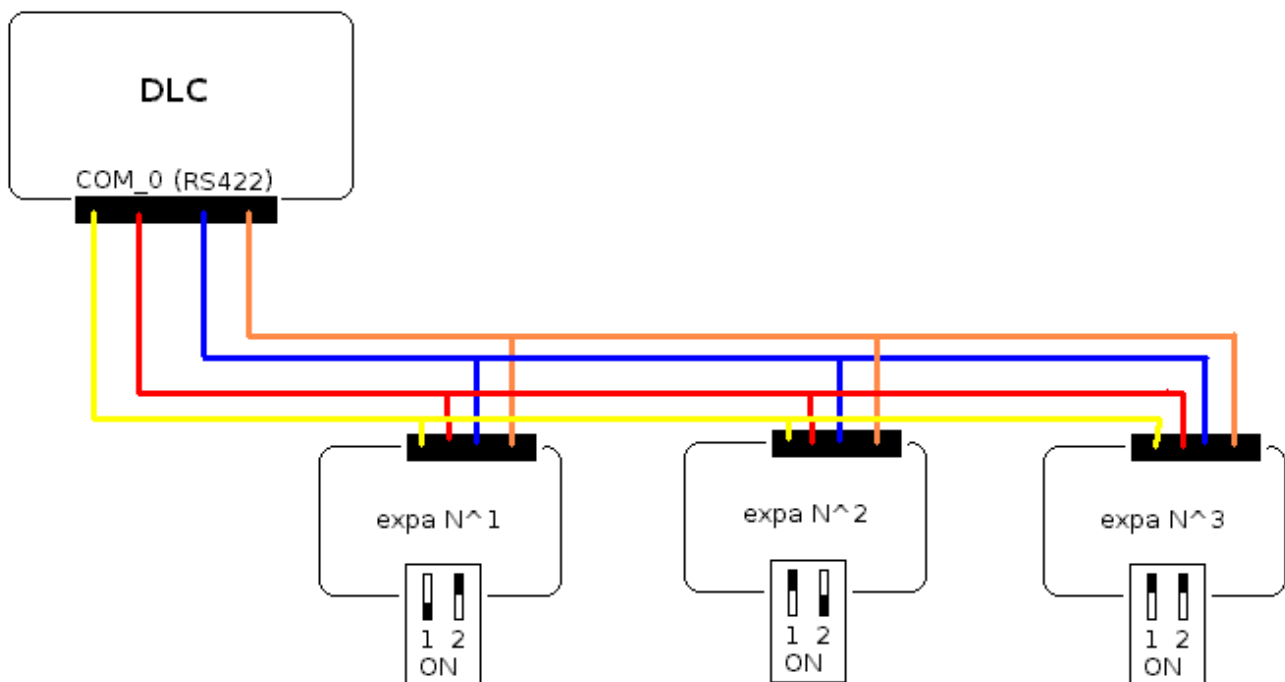 DLC
COM_0 (RS422)
expa N^1
expa N^2
expa N^3
1 2
ON
1 2
ON
1 2
ON